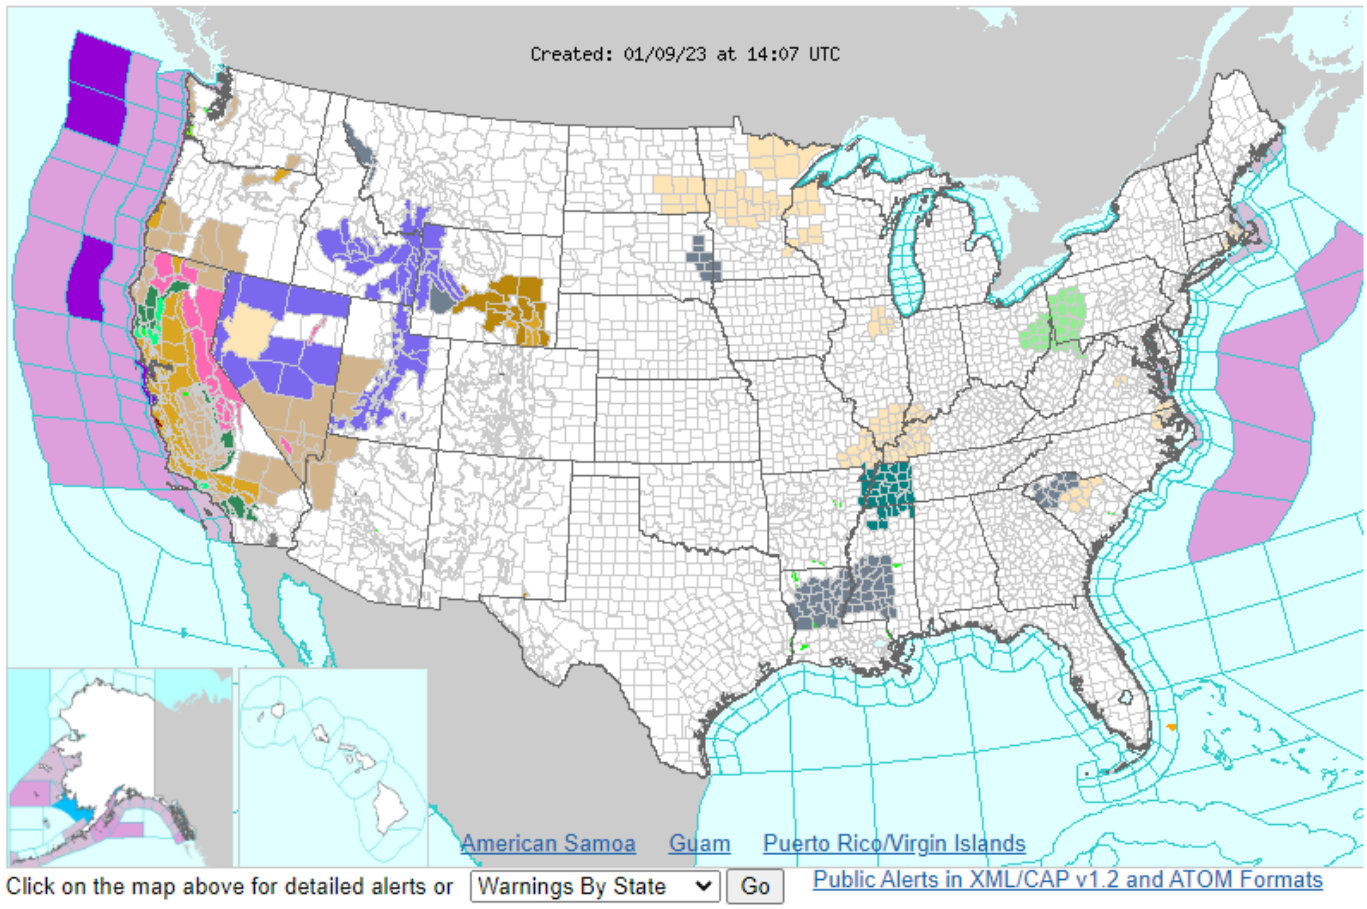 Created: 01/09/23 at 14:07 UTC
American Samoa Guam Puerto Rico/Virgin Islands
Click on the map above for detailed alerts or Warnings By State Go Public Alerts in XML/CAP v1.2 and ATOM Formats